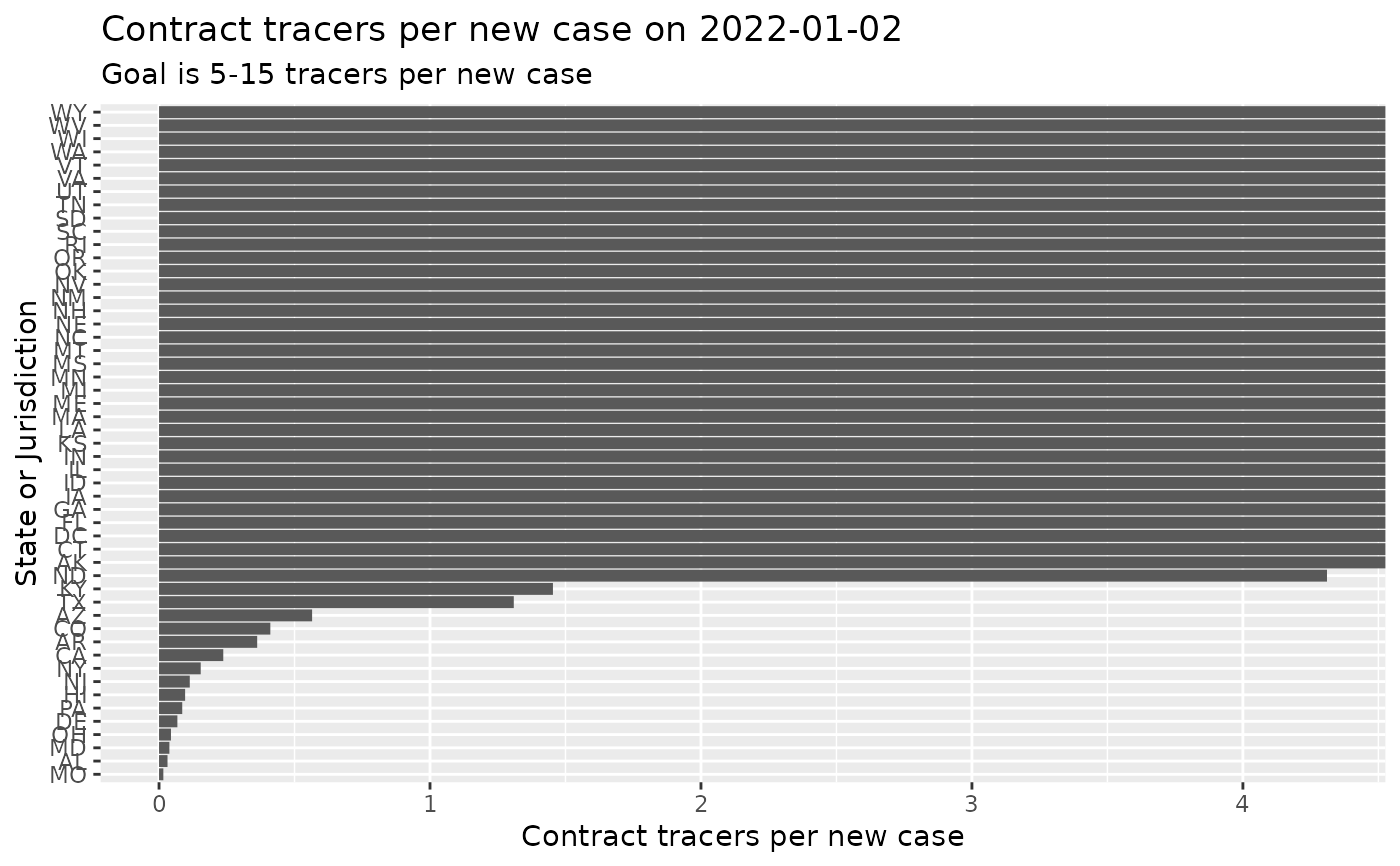 Contract tracers per new case on 2022-01-02
Goal is 5-15 tracers per new case
State or Jurisdiction
WY
WV
WI
WA
VT
VA
UT
TN
SD
SC
RI
OR
OK
NV
NM
NH
NE
NC
MT
MS
MN
MI
ME
MA
LA
KS
IN
IL
ID
IA
GA
FL
DC
CT
AK
ND
KY
TX
AZ
CO
AR
CA
NY
NJ
HI
PA
DE
OH
MD
AL
MO
0 1 2 3 4
Contract tracers per new case